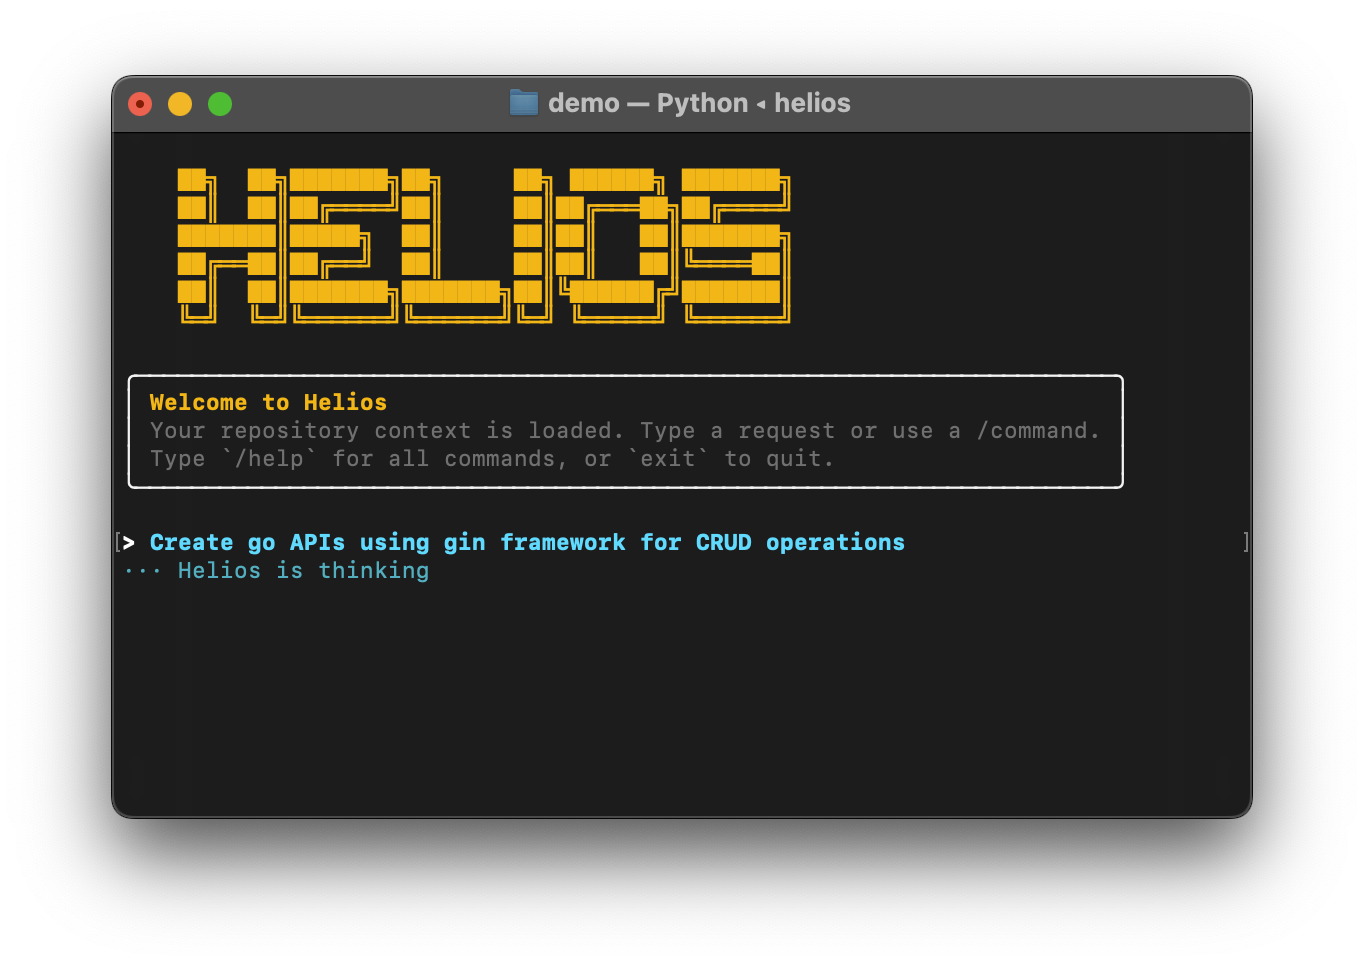 demo — Python ◂ helios
HELIOS
Welcome to Helios
Your repository context is loaded. Type a request or use a /command.
Type `/help` for all commands, or `exit` to quit.
[> Create go APIs using gin framework for CRUD operations ]
··· Helios is thinking